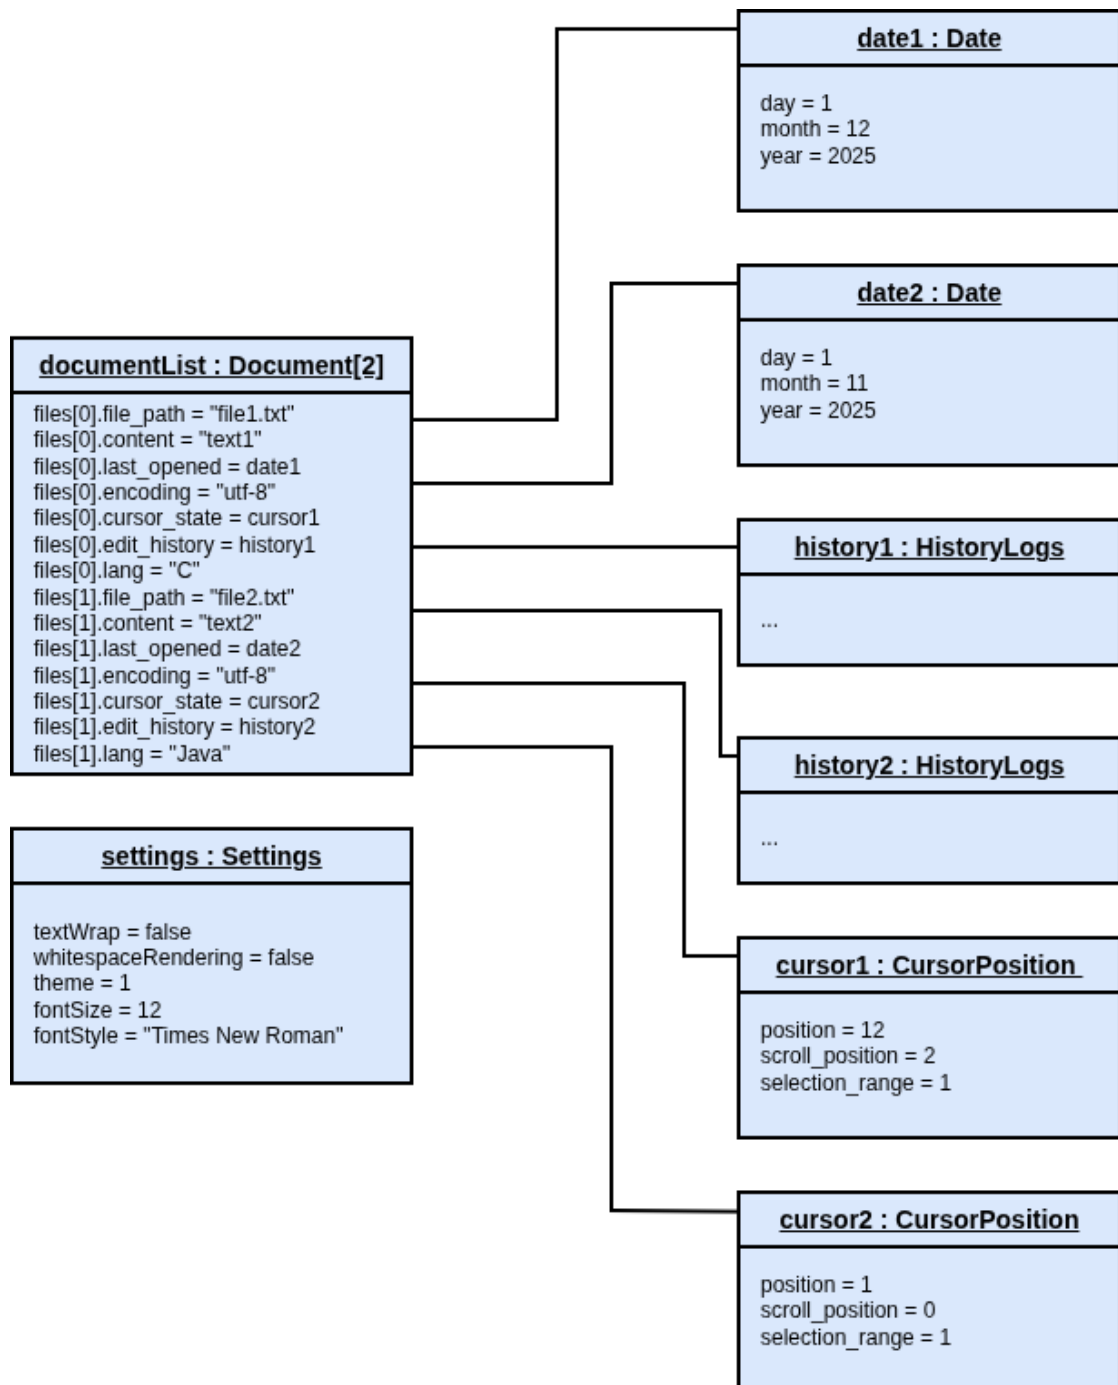 date1 : Date
day = 1
month = 12
year = 2025
date2 : Date
day = 1
month = 11
year = 2025
documentList : Document[2]
files[0].file_path = "file1.txt"
files[0].content = "text1"
files[0].last_opened = date1
files[0].encoding = "utf-8"
files[0].cursor_state = cursor1
files[0].edit_history = history1
files[0].lang = "C"
files[1].file_path = "file2.txt"
files[1].content = "text2"
files[1].last_opened = date2
files[1].encoding = "utf-8"
files[1].cursor_state = cursor2
files[1].edit_history = history2
files[1].lang = "Java"
history1 : HistoryLogs
...
history2 : HistoryLogs
...
settings : Settings
textWrap = false
whitespaceRendering = false
theme = 1
fontSize = 12
fontStyle = "Times New Roman"
cursor1 : CursorPosition
position = 12
scroll_position = 2
selection_range = 1
cursor2 : CursorPosition
position = 1
scroll_position = 0
selection_range = 1